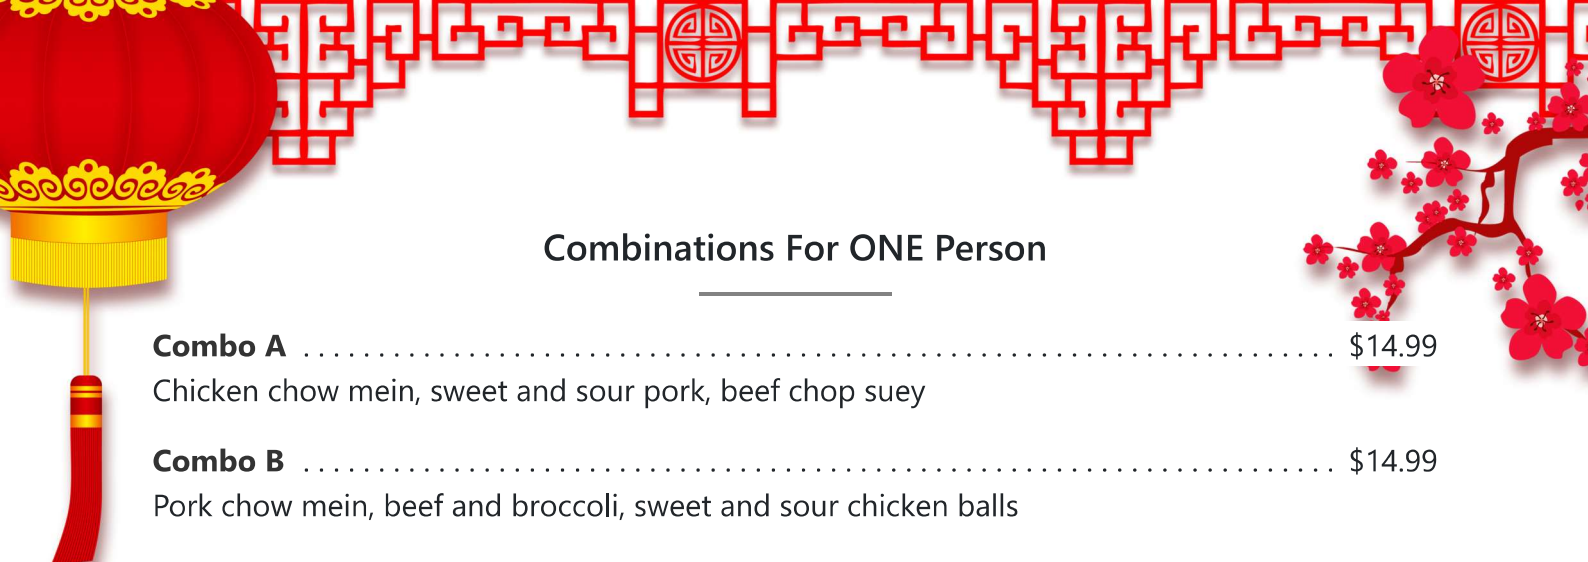 Combinations For ONE Person
Combo A ..................................................................... $14.99
Chicken chow mein, sweet and sour pork, beef chop suey
Combo B ..................................................................... $14.99
Pork chow mein, beef and broccoli, sweet and sour chicken balls